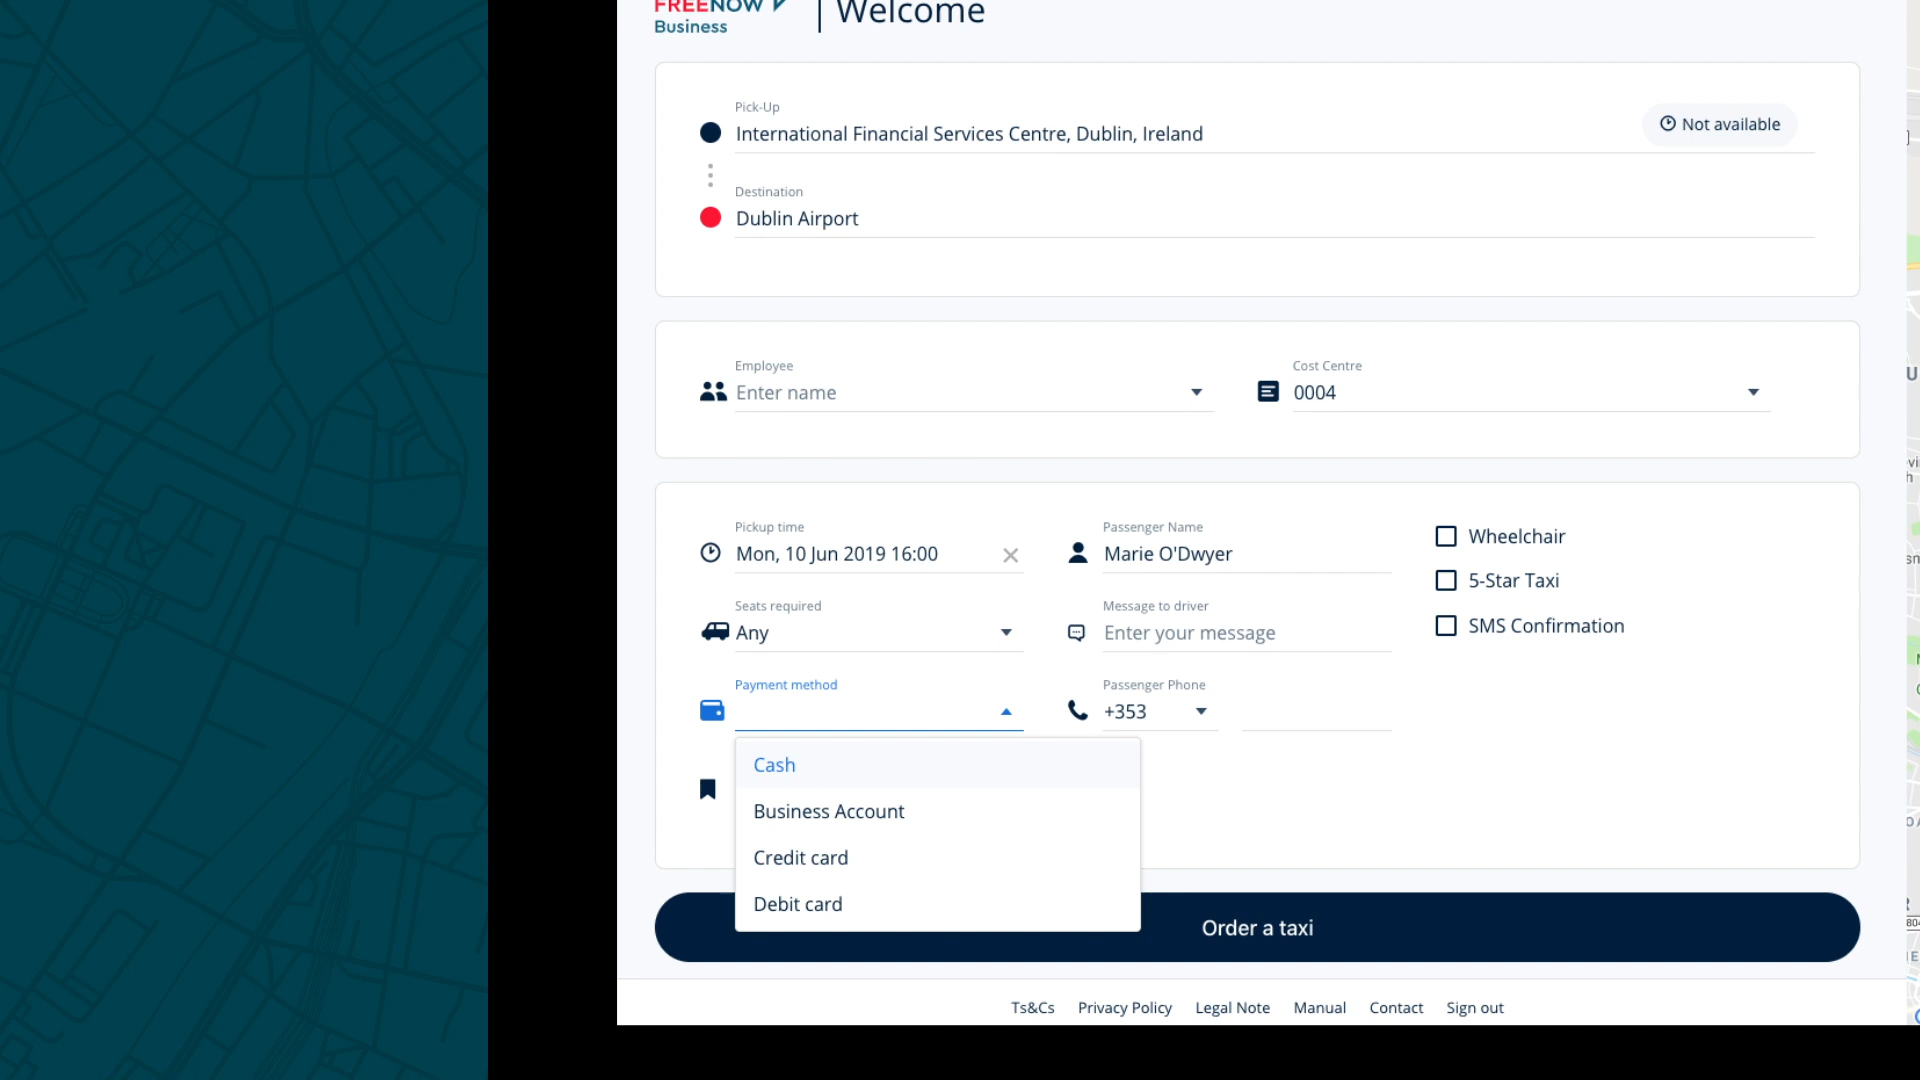 FREENOW
Business
Welcome
Pick-Up
International Financial Services Centre, Dublin, Ireland
Not available
Destination
Dublin Airport
Employee
Enter name
Cost Centre
0004
Pickup time
Mon, 10 Jun 2019 16:00
Passenger Name
Marie O'Dwyer
Wheelchair
5-Star Taxi
SMS Confirmation
Seats required
Any
Message to driver
Enter your message
Payment method
Passenger Phone
+353
Cash
Business Account
Credit card
Debit card
Order a taxi
Ts&Cs Privacy Policy Legal Note Manual Contact Sign out